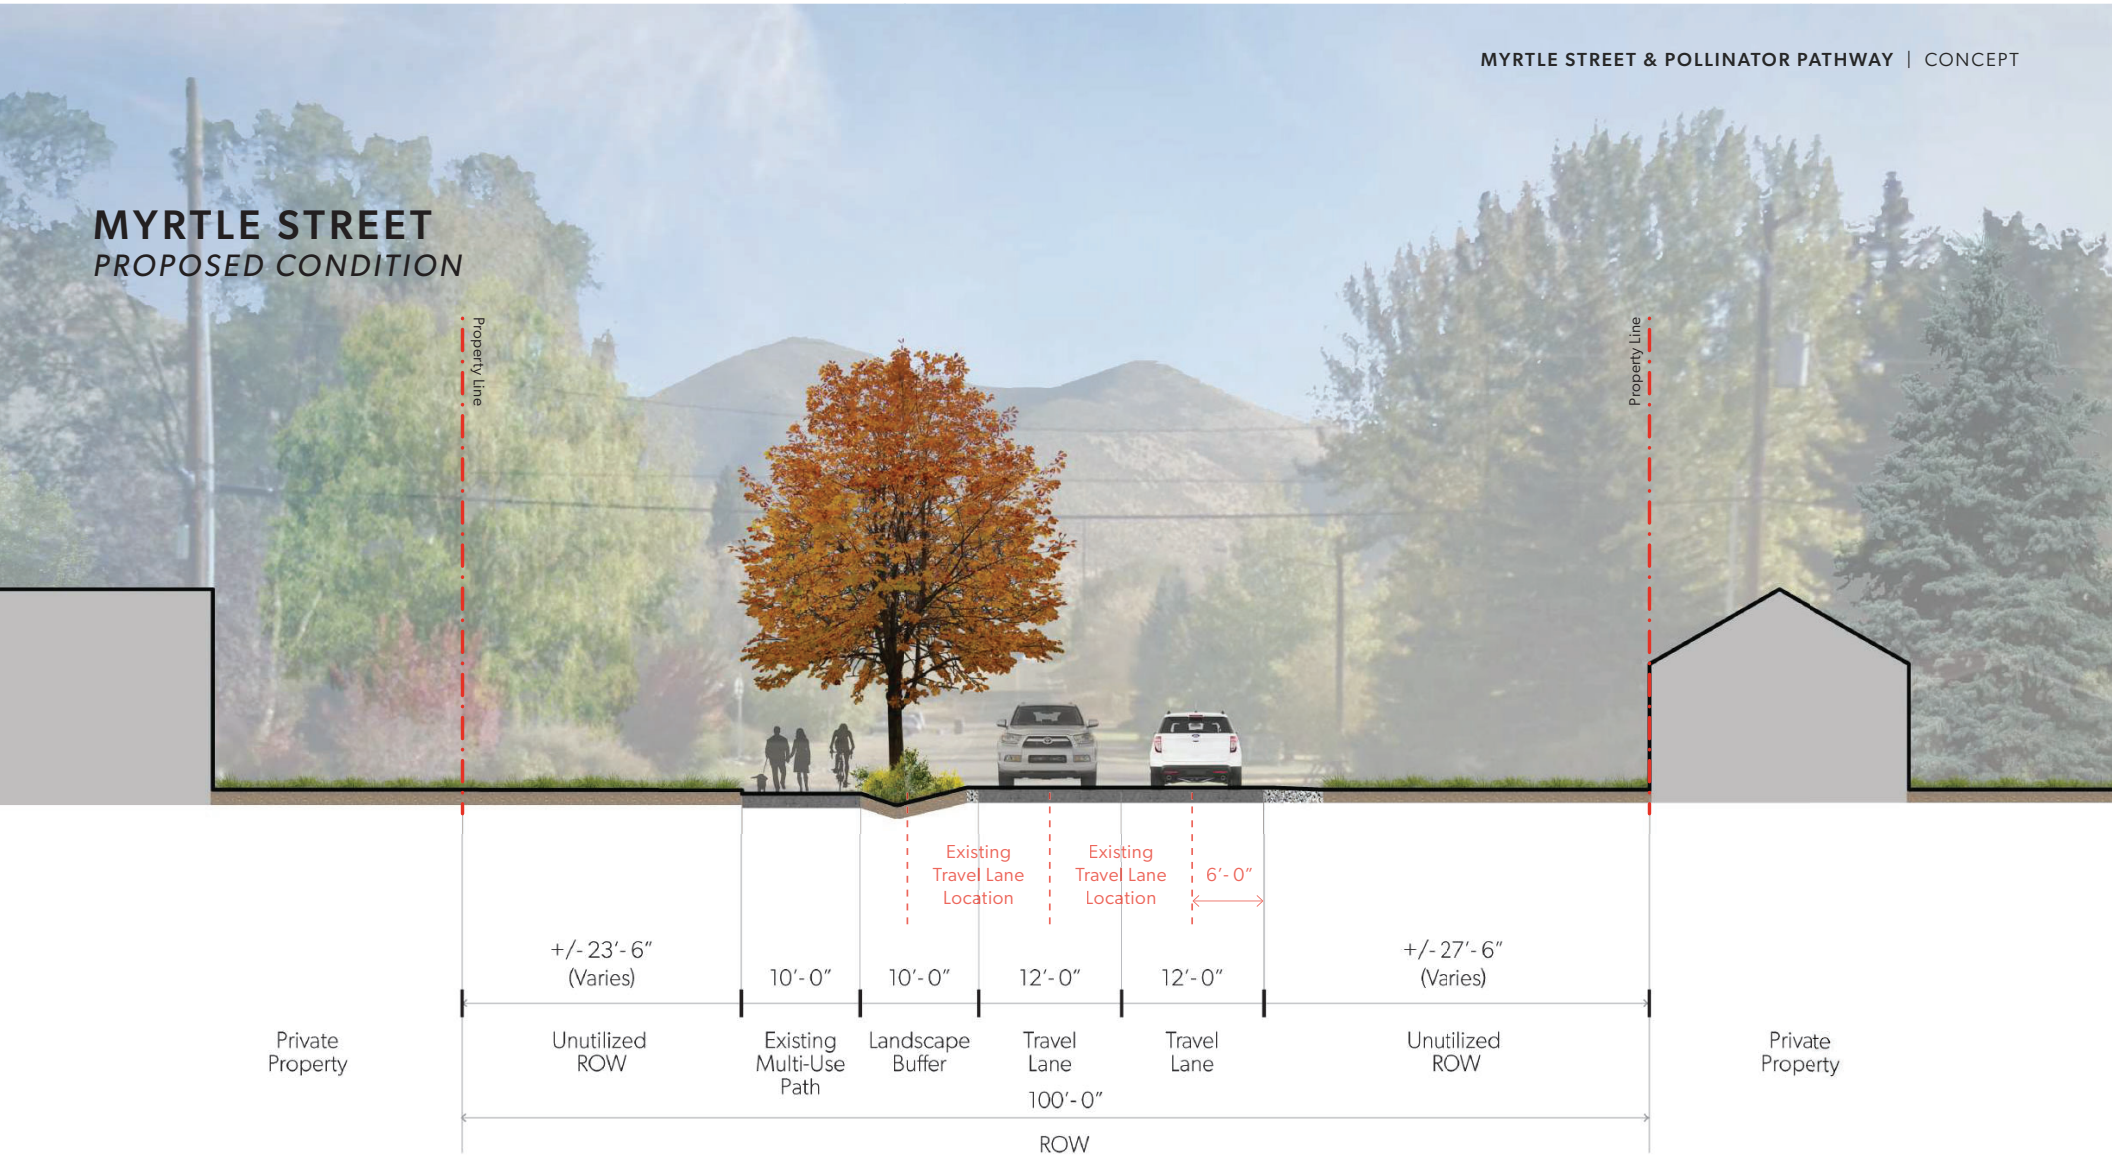 MYRTLE STREET & POLLINATOR PATHWAY | CONCEPT
MYRTLE STREET
PROPOSED CONDITION
Property Line
Property Line
Existing
Travel Lane
Location
Existing
Travel Lane
Location
6'-0"
+/-23'-6"
(Varies)
10'-0"
10'-0"
12'-0"
12'-0"
+/-27'-6"
(Varies)
Private
Property
Unutilized
ROW
Existing
Multi-Use
Path
Landscape
Buffer
Travel
Lane
Travel
Lane
Unutilized
ROW
Private
Property
100'-0"
ROW